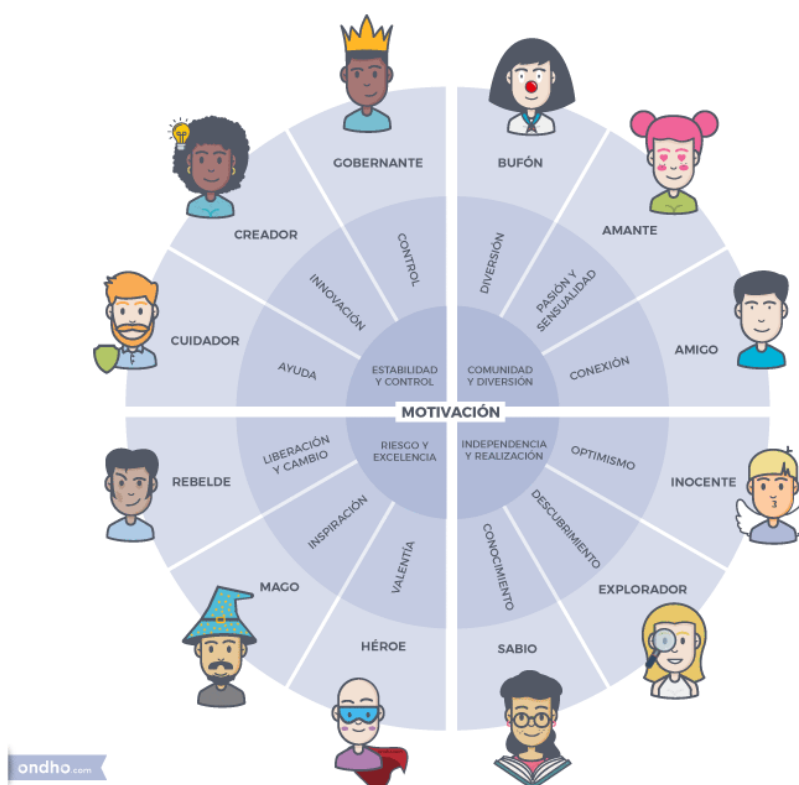 GOBERNANTE
BUFÓN
CREADOR
AMANTE
CONTROL
DIVERSIÓN
INNOVACIÓN
PASIÓN Y
SENSUALIDAD
CUIDADOR
AMIGO
AYUDA
CONEXIÓN
ESTABILIDAD
Y CONTROL
COMUNIDAD
Y DIVERSIÓN
MOTIVACIÓN
RIESGO Y
EXCELENCIA
INDEPENDENCIA
Y REALIZACIÓN
LIBERACIÓN
Y CAMBIO
OPTIMISMO
REBELDE
INOCENTE
INSPIRACIÓN
DESCUBRIMIENTO
VALENTÍA
CONOCIMIENTO
MAGO
EXPLORADOR
HÉROE
SABIO
ondho.com